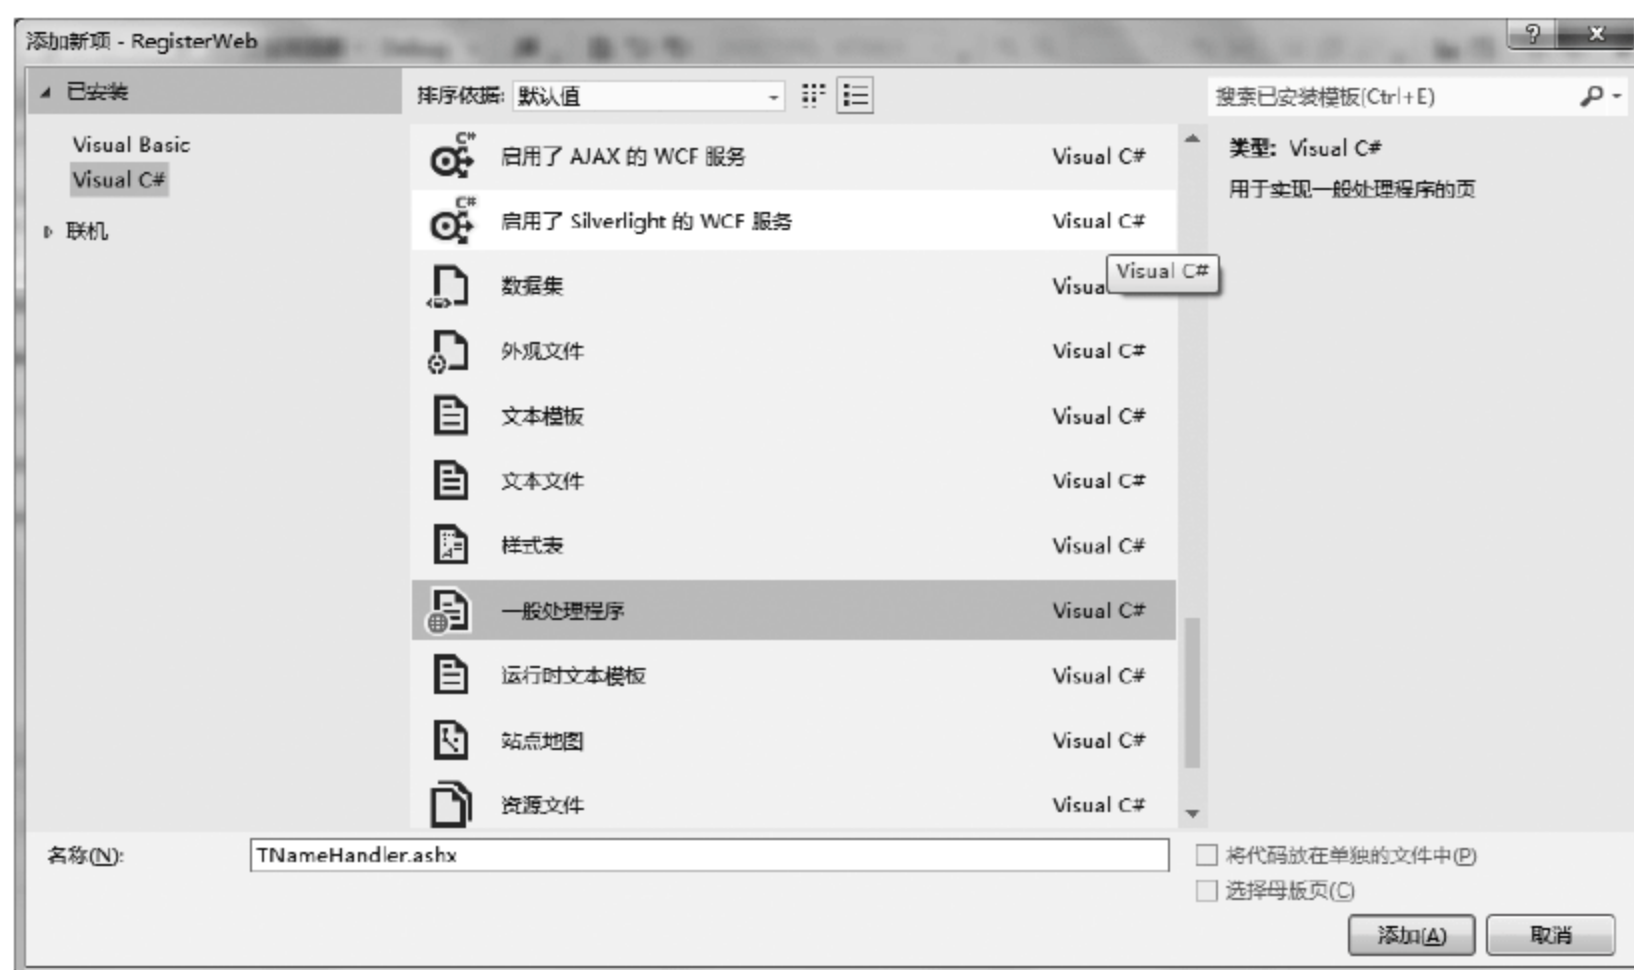 添加新项 - RegisterWeb
已安装
Visual Basic
Visual C#
联机
排序依据: 默认值
启用了 AJAX 的 WCF 服务 Visual C#
启用了 Silverlight 的 WCF 服务 Visual C#
数据集
Visual C#
外观文件 Visual C#
文本模板 Visual C#
文本文件 Visual C#
样式表 Visual C#
一般处理程序 Visual C#
运行时文本模板 Visual C#
站点地图 Visual C#
资源文件 Visual C#
搜索已安装模板(Ctrl+E)
类型: Visual C#
用于实现一般处理程序的页
名称(N): TNameHandler.ashx
将代码放在单独的文件中(P)
选择母版页(C)
添加(A) 取消